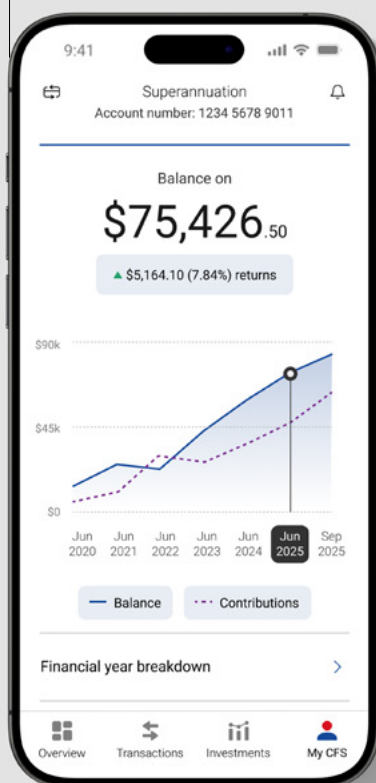 9:41
Superannuation
Account number: 1234 5678 9011
Balance on
$75,426.50
$5,164.10 (7.84%) returns
$90k
$45k
$0
Jun 2020
Jun 2021
Jun 2022
Jun 2023
Jun 2024
Jun 2025
Sep 2025
Balance
Contributions
Financial year breakdown
Overview
Transactions
Investments
My CFS